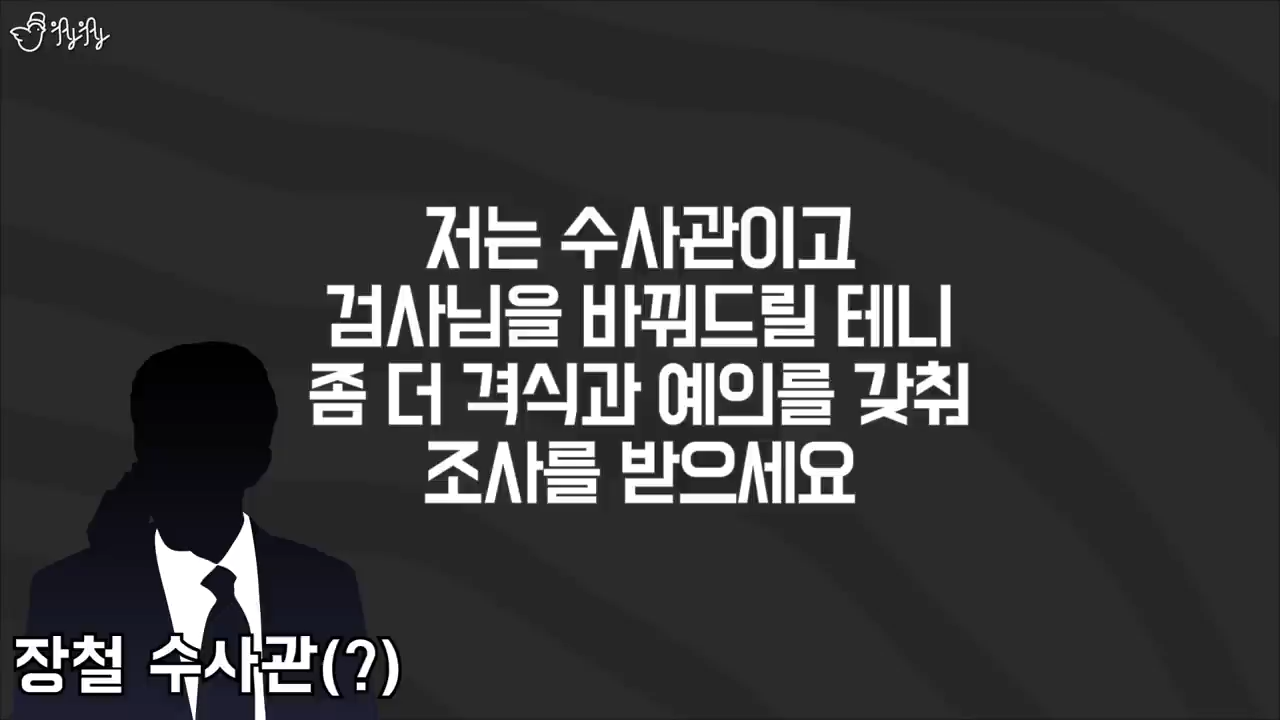 저는 수사관이고
검사님을 바꿔드릴 테니
좀 더 격식과 예의를 갖춰
조사를 받으세요
장철 수사관(?)